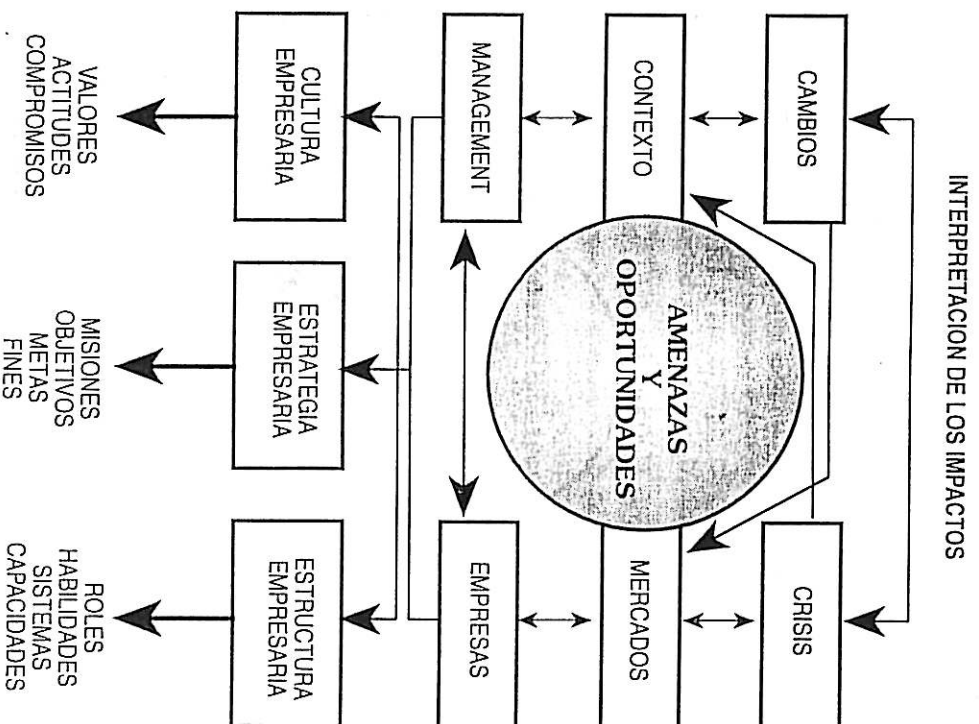 INTERPRETACION DE LOS IMPACTOS
CAMBIOS
CRISIS
CONTEXTO
AMENAZAS
Y
OPORTUNIDADES
MERCADOS
MANAGEMENT
EMPRESAS
CULTURA
EMPRESARIA
ESTRATEGIA
EMPRESARIA
ESTRUCTURA
EMPRESARIA
VALORES
ACTITUDES
COMPROMISOS
MISIONES
OBJETIVOS
METAS
FINES
ROLES
HABILIDADES
SISTEMAS
CAPACIDADES